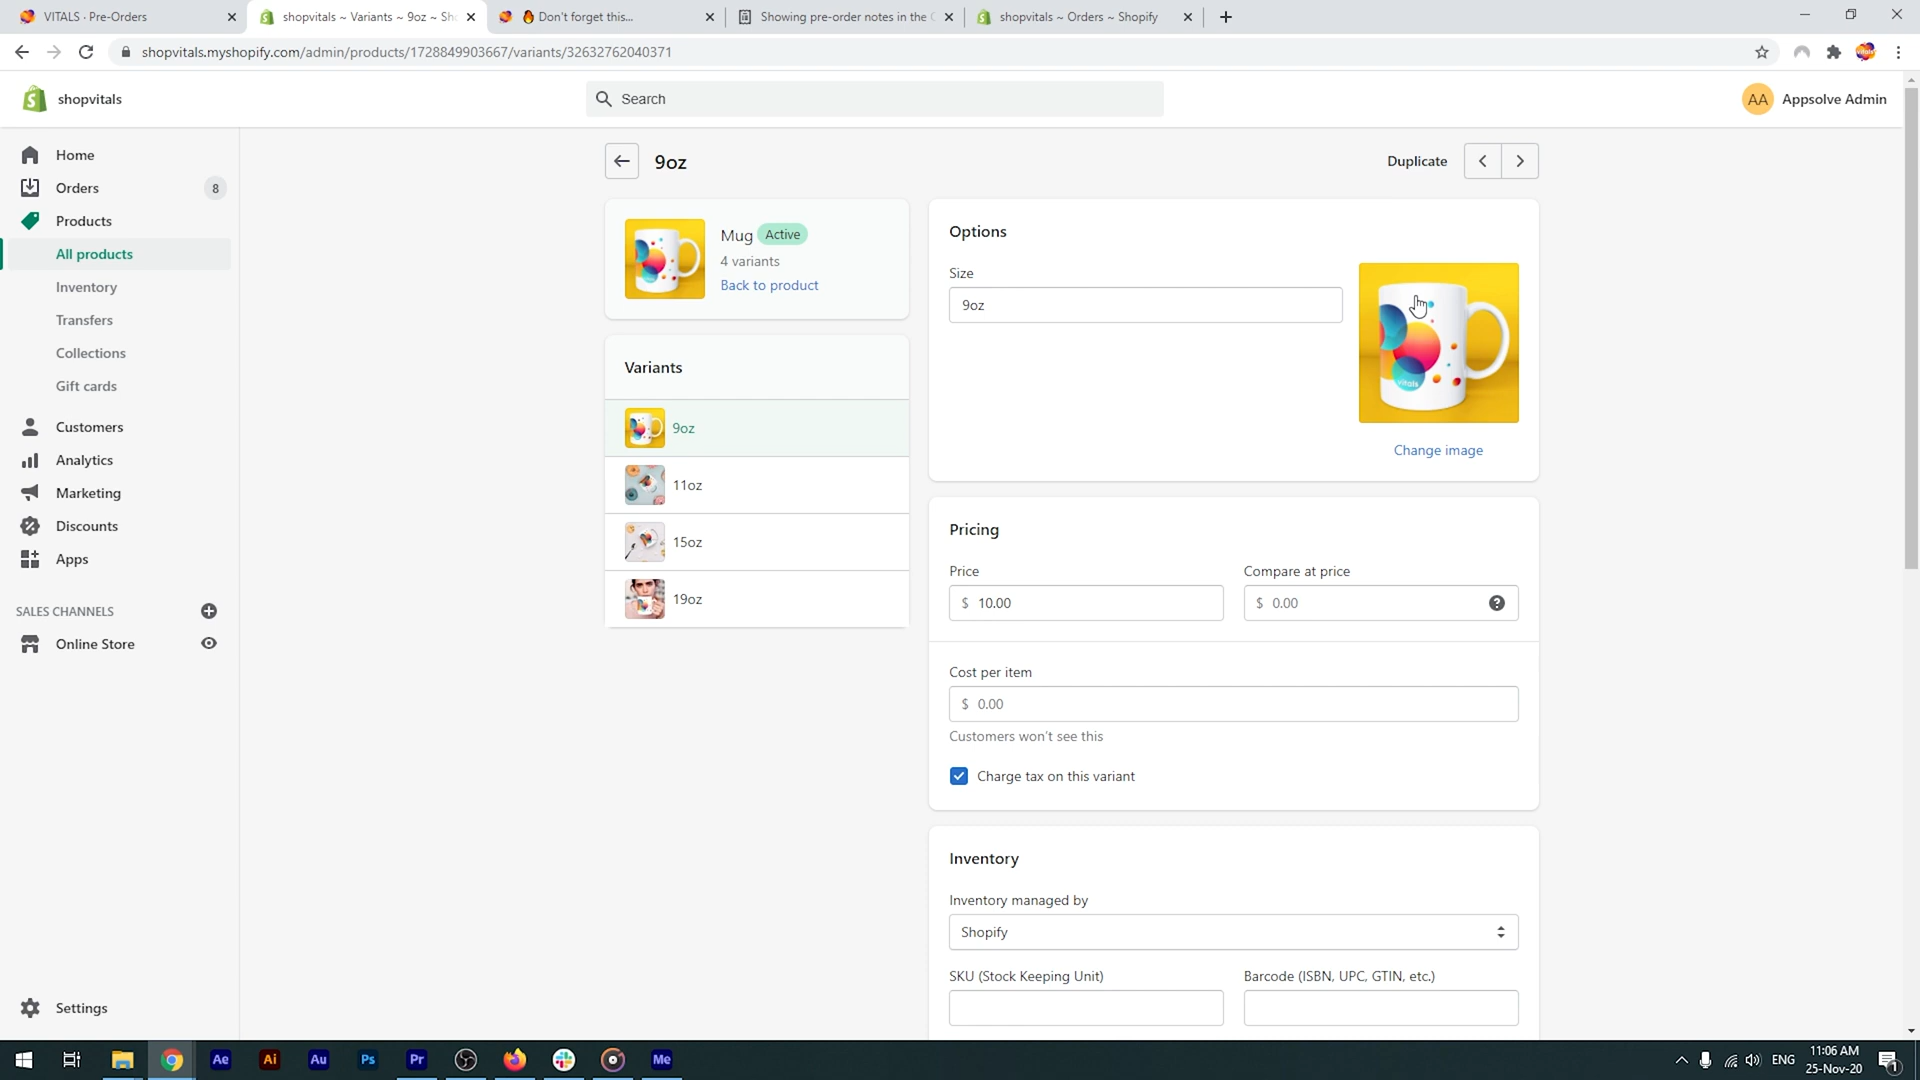 VITALS · Pre-Orders
shopvitals ~ Variants ~ 9oz ~ Sh
Don't forget this...
Showing pre-order notes in the C
shopvitals ~ Orders ~ Shopify
shopvitals.myshopify.com/admin/products/1728849903667/variants/32632762040371
shopvitals
Search
AA
Appsolve Admin
Home
Orders
8
Products
All products
Inventory
Transfers
Collections
Gift cards
Customers
Analytics
Marketing
Discounts
Apps
SALES CHANNELS
Online Store
Settings
9oz
Duplicate
Mug
Active
4 variants
Back to product
Variants
9oz
11oz
15oz
19oz
Options
Size
9oz
vitals
Change image
Pricing
Price
Compare at price
$ 10.00
$ 0.00
Cost per item
$ 0.00
Customers won't see this
Charge tax on this variant
Inventory
Inventory managed by
Shopify
SKU (Stock Keeping Unit)
Barcode (ISBN, UPC, GTIN, etc.)
Ae
Ai
Au
Ps
Pr
Me
ENG
11:06 AM
25-Nov-20
1